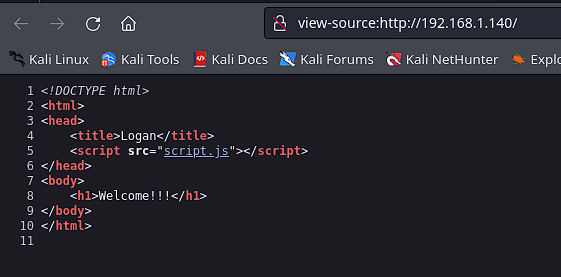 view-source:http://192.168.1.140/
Kali Linux Kali Tools Kali Docs Kali Forums Kali NetHunter Explo
1 <!DOCTYPE html>
2 <html>
3 <head>
4     <title>Logan</title>
5     <script src="script.js"></script>
6 </head>
7 <body>
8     <h1>Welcome!!!</h1>
9 </body>
10 </html>
11